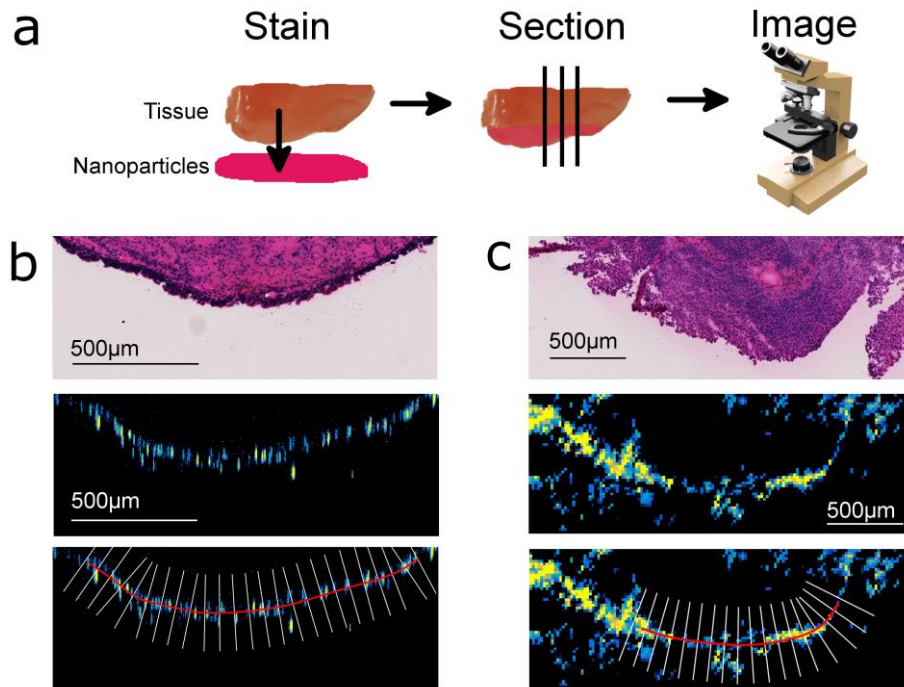 a
Stain
Section
Image
Tissue
Nanoparticles
b
500µm
500µm
c
500µm
500µm